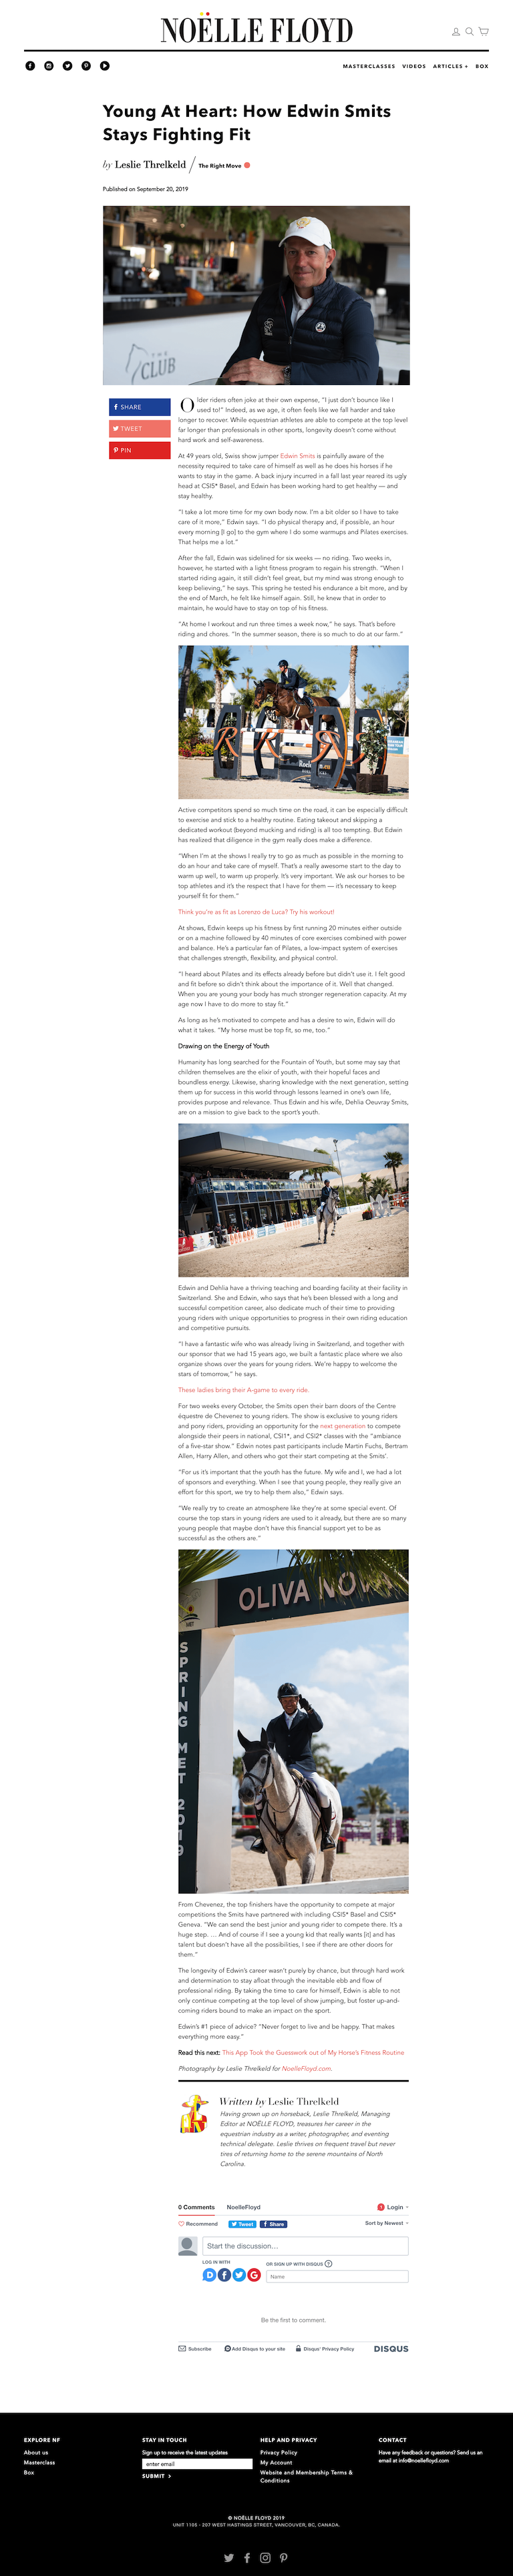 NOËLLE FLOYD
MASTERCLASSES VIDEOS ARTICLES + BOX
Young At Heart: How Edwin Smits
Stays Fighting Fit
by Leslie Threlkeld / The Right Move
Published on September 20, 2019
THE
CLUB
SHARE
TWEET
PIN
Older riders often joke at their own expense, “I just don’t bounce like I
used to!” Indeed, as we age, it often feels like we fall harder and take
longer to recover. While equestrian athletes are able to compete at the top level
far longer than professionals in other sports, longevity doesn’t come without
hard work and self-awareness.
At 49 years old, Swiss show jumper Edwin Smits is painfully aware of the
necessity required to take care of himself as well as he does his horses if he
wants to stay in the game. A back injury incurred in a fall last year reared its ugly
head at CSI5* Basel, and Edwin has been working hard to get healthy — and
stay healthy.
“I take a lot more time for my own body now. I’m a bit older so I have to take
care of it more,” Edwin says. “I do physical therapy and, if possible, an hour
every morning [I go] to the gym where I do some warmups and Pilates exercises.
That helps me a lot.”
After the fall, Edwin was sidelined for six weeks — no riding. Two weeks in,
however, he started with a light fitness program to regain his strength. “When I
started riding again, it still didn’t feel great, but my mind was strong enough to
keep believing,” he says. This spring he tested his endurance a bit more, and by
the end of March, he felt like himself again. Still, he knew that in order to
maintain, he would have to stay on top of his fitness.
“At home I workout and run three times a week now,” he says. That’s before
riding and chores. “In the summer season, there is so much to do at our farm.”
Active competitors spend so much time on the road, it can be especially difficult
to exercise and stick to a healthy routine. Eating takeout and skipping a
dedicated workout (beyond mucking and riding) is all too tempting. But Edwin
has realized that diligence in the gym really does make a difference.
“When I’m at the shows I really try to go as much as possible in the morning to
do an hour and take care of myself. That’s a really awesome start to the day to
warm up well, to warm up properly. It’s very important. We ask our horses to be
top athletes and it’s the respect that I have for them — it’s necessary to keep
yourself fit for them.”
Think you’re as fit as Lorenzo de Luca? Try his workout!
At shows, Edwin keeps up his fitness by first running 20 minutes either outside
or on a machine followed by 40 minutes of core exercises combined with power
and balance. He’s a particular fan of Pilates, a low-impact system of exercises
that challenges strength, flexibility, and physical control.
“I heard about Pilates and its effects already before but didn’t use it. I felt good
and fit before so didn’t think about the importance of it. Well that changed.
When you are young your body has much stronger regeneration capacity. At my
age now I have to do more to stay fit.”
As long as he’s motivated to compete and has a desire to win, Edwin will do
what it takes. “My horse must be top fit, so me, too.”
Drawing on the Energy of Youth
Humanity has long searched for the Fountain of Youth, but some may say that
children themselves are the elixir of youth, with their hopeful faces and
boundless energy. Likewise, sharing knowledge with the next generation, setting
them up for success in this world through lessons learned in one’s own life,
provides purpose and relevance. Thus Edwin and his wife, Dehlia Oeuvray Smits,
are on a mission to give back to the sport’s youth.
Edwin and Dehlia have a thriving teaching and boarding facility at their facility in
Switzerland. She and Edwin, who says that he’s been blessed with a long and
successful competition career, also dedicate much of their time to providing
young riders with unique opportunities to progress in their own riding education
and competitive pursuits.
“I have a fantastic wife who was already living in Switzerland, and together with
our sponsor that we had 15 years ago, we built a fantastic place where we also
organize shows over the years for young riders. We’re happy to welcome the
stars of tomorrow,” he says.
These ladies bring their A-game to every ride.
For two weeks every October, the Smits open their barn doors of the Centre
équestre de Chevenez to young riders. The show is exclusive to young riders
and pony riders, providing an opportunity for the next generation to compete
alongside their peers in national, CSI1*, and CSI2* classes with the “ambiance
of a five-star show.” Edwin notes past participants include Martin Fuchs, Bertram
Allen, Harry Allen, and others who got their start competing at the Smits’.
“For us it’s important that the youth has the future. My wife and I, we had a lot
of sponsors and everything. When I see that young people, they really give an
effort for this sport, we try to help them also,” Edwin says.
“We really try to create an atmosphere like they’re at some special event. Of
course the top stars in young riders are used to it already, but there are so many
young people that maybe don’t have this financial support yet to be as
successful as the others are.”
OLIVA NO
SPRING MET 2019
From Chevenez, the top finishers have the opportunity to compete at major
competitions the Smits have partnered with including CSI5* Basel and CSI5*
Geneva. “We can send the best junior and young rider to compete there. It’s a
huge step. … And of course if I see a young kid that really wants [it] and has
talent but doesn’t have all the possibilities, I see if there are other doors for
them.”
The longevity of Edwin’s career wasn’t purely by chance, but through hard work
and determination to stay afloat through the inevitable ebb and flow of
professional riding. By taking the time to care for himself, Edwin is able to not
only continue competing at the top level of show jumping, but foster up-and-
coming riders bound to make an impact on the sport.
Edwin’s #1 piece of advice? “Never forget to live and be happy. That makes
everything more easy.”
Read this next: This App Took the Guesswork out of My Horse’s Fitness Routine
Photography by Leslie Threlkeld for NoelleFloyd.com.
Written by Leslie Threlkeld
Having grown up on horseback, Leslie Threlkeld, Managing
Editor at NOËLLE FLOYD, treasures her career in the
equestrian industry as a writer, photographer, and eventing
technical delegate. Leslie thrives on frequent travel but never
tires of returning home to the serene mountains of North
Carolina.
0 Comments NoelleFloyd 1 Login
Recommend Tweet Share Sort by Newest
Start the discussion…
LOG IN WITH
OR SIGN UP WITH DISQUS ?
Name
Be the first to comment.
Subscribe Add Disqus to your site Disqus' Privacy Policy DISQUS
EXPLORE NF
About us
Masterclass
Box
STAY IN TOUCH
Sign up to receive the latest updates
enter email
SUBMIT >
HELP AND PRIVACY
Privacy Policy
My Account
Website and Membership Terms &
Conditions
CONTACT
Have any feedback or questions? Send us an
email at info@noellefloyd.com
© NOËLLE FLOYD 2019
UNIT 1105 - 207 WEST HASTINGS STREET, VANCOUVER, BC, CANADA.